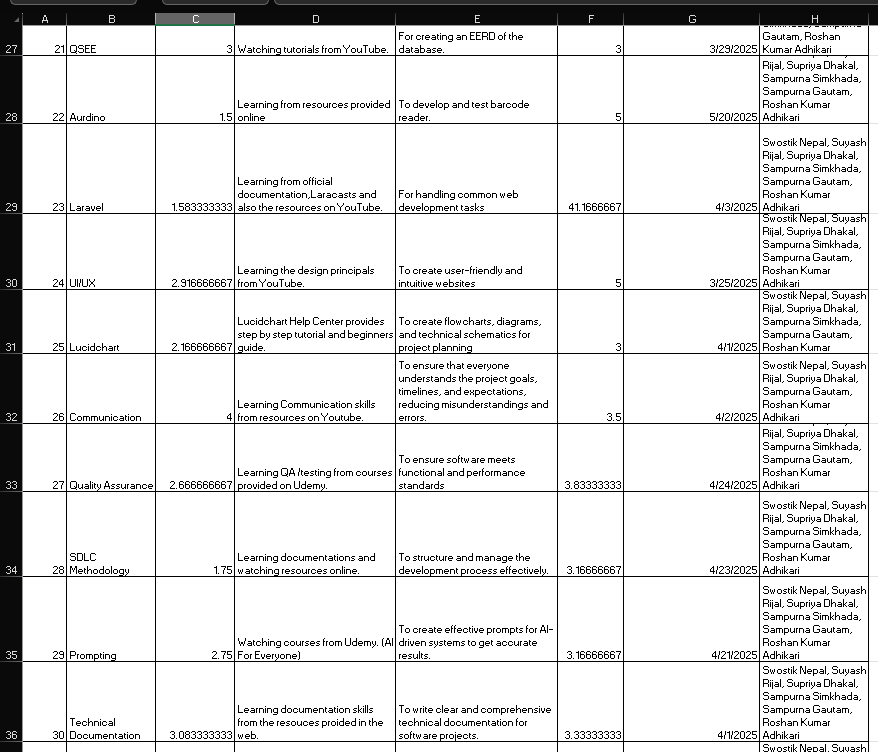 A B C D E F G H
27 21 QSEE 3 Watching tutorials from YouTube. For creating an EERD of the database. 3 3/29/2025 Gautam, Roshan Kumar Adhikari
28 22 Aurdino 1.5 Learning from resources provided online To develop and test barcode reader. 5 5/20/2025 Rijal, Supriya Dhakal, Sampurna Simkhada, Sampurna Gautam, Roshan Kumar Adhikari
29 23 Laravel 1.583333333 Learning from official documentation,Laracasts and also the resources on YouTube. For handling common web development tasks 41.1666667 4/3/2025 Swostik Nepal, Suyash Rijal, Supriya Dhakal, Sampurna Simkhada, Sampurna Gautam, Roshan Kumar Adhikari
30 24 UI/UX 2.916666667 Learning the design principals from YouTube. To create user-friendly and intuitive websites 5 3/25/2025 Swostik Nepal, Suyash Rijal, Supriya Dhakal, Sampurna Simkhada, Sampurna Gautam, Roshan Kumar Adhikari
31 25 Lucidchart 2.166666667 Lucidchart Help Center provides step by step tutorial and beginners guide. To create flowcharts, diagrams, and technical schematics for project planning 3 4/1/2025 Swostik Nepal, Suyash Rijal, Supriya Dhakal, Sampurna Simkhada, Sampurna Gautam, Roshan Kumar
32 26 Communication 4 Learning Communication skills from resources on Youtube. To ensure that everyone understands the project goals, timelines, and expectations, reducing misunderstandings and errors. 3.5 4/2/2025 Swostik Nepal, Suyash Rijal, Supriya Dhakal, Sampurna Simkhada, Sampurna Gautam, Roshan Kumar Adhikari
33 27 Quality Assurance 2.666666667 Learning QA /testing from courses provided on Udemy. To ensure software meets functional and performance standards 3.83333333 4/24/2025 Rijal, Supriya Dhakal, Sampurna Simkhada, Sampurna Gautam, Roshan Kumar Adhikari
34 28 SDLC Methodology 1.75 Learning documentations and watching resources online. To structure and manage the development process effectively. 3.16666667 4/23/2025 Swostik Nepal, Suyash Rijal, Supriya Dhakal, Sampurna Simkhada, Sampurna Gautam, Roshan Kumar Adhikari
35 29 Prompting 2.75 Watching courses from Udemy. (AI For Everyone) To create effective prompts for AI-driven systems to get accurate results. 3.16666667 4/21/2025 Swostik Nepal, Suyash Rijal, Supriya Dhakal, Sampurna Simkhada, Sampurna Gautam, Roshan Kumar Adhikari
36 30 Technical Documentation 3.083333333 Learning documentation skills from the resouces proided in the web. To write clear and comprehensive technical documentation for software projects. 3.33333333 4/1/2025 Swostik Nepal, Suyash Rijal, Supriya Dhakal, Sampurna Simkhada, Sampurna Gautam, Roshan Kumar Adhikari
Swostik Nepal, Suyash